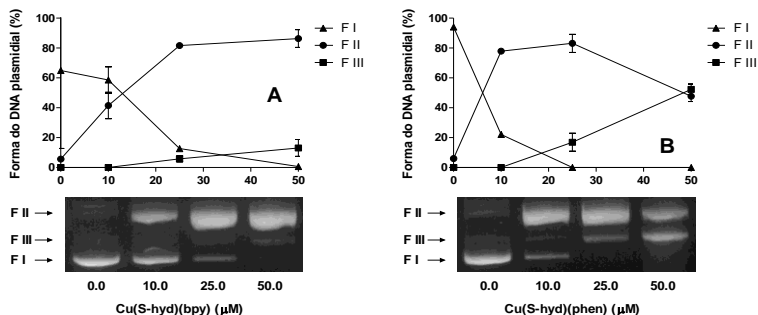 Forma do DNA plasmidial (%)
100
80
60
40
20
0
0 10 20 30 40 50
F I
F II
F III
A
F II
F III
F I
0.0 10.0 25.0 50.0
Cu(S-hyd)(bpy) (μM)
Forma do DNA plasmidial (%)
100
80
60
40
20
0
0 10 20 30 40 50
F I
F II
F III
B
F II
F III
F I
0.0 10.0 25.0 50.0
Cu(S-hyd)(phen) (μM)